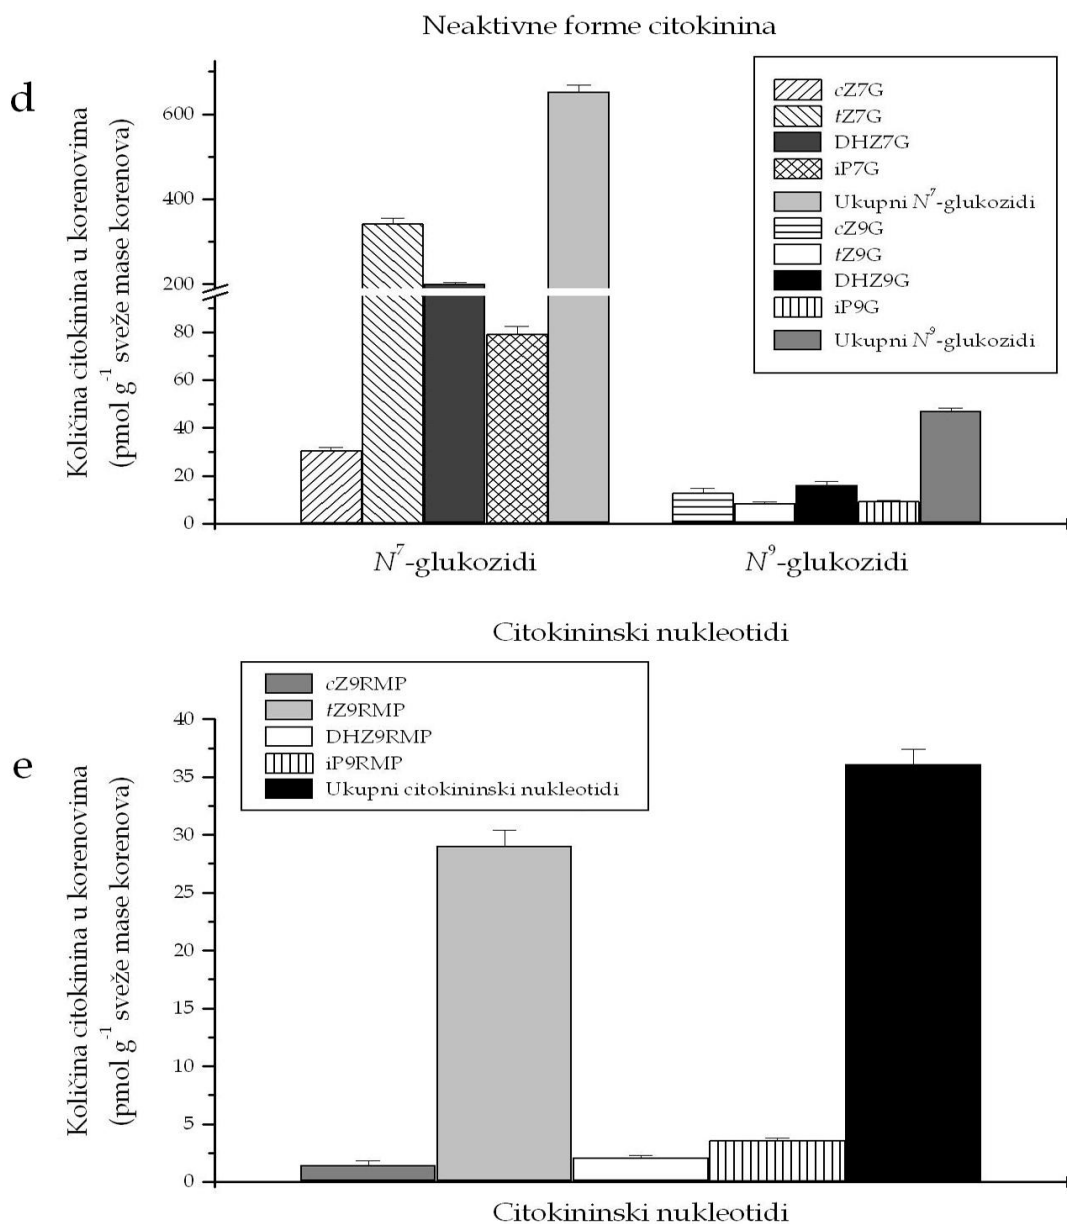 Neaktivne forme citokinina
d
Količina citokinina u korenovima
(pmol g⁻¹ sveže mase korenova)
600
400
200
80
60
40
20
0
cZ7G
tZ7G
DHZ7G
iP7G
Ukupni N⁷-glukozidi
cZ9G
tZ9G
DHZ9G
iP9G
Ukupni N⁹-glukozidi
N⁷-glukozidi
N⁹-glukozidi
Citokininski nukleotidi
e
Količina citokinina u korenovima
(pmol g⁻¹ sveže mase korenova)
cZ9RMP
tZ9RMP
DHZ9RMP
iP9RMP
Ukupni citokininski nukleotidi
40
35
30
25
20
15
10
5
0
Citokininski nukleotidi